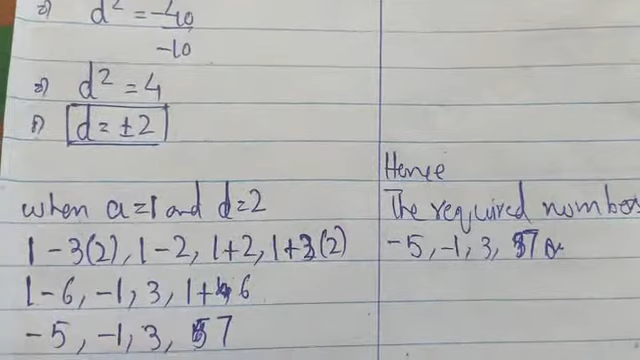 d² = -40
-10
d² = 4
d = ±2
when a=1 and d=2
1-3(2), 1-2, 1+2, 1+3(2)
1-6, -1, 3, 1+6
-5, -1, 3, 7
Hence
The required numbers
-5, -1, 3, 7